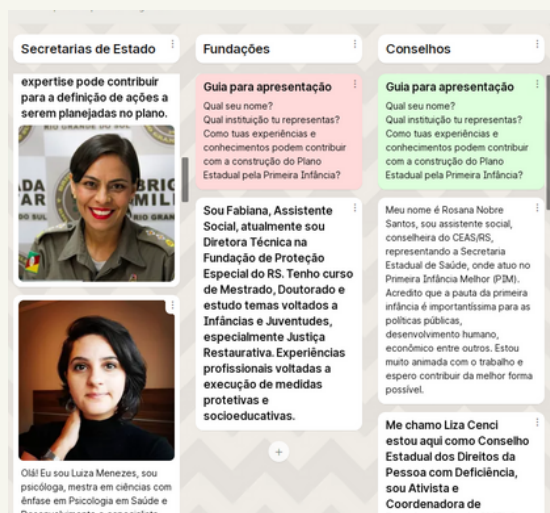 Secretarias de Estado
expertise pode contribuir
para a definição de ações a
serem planejadas no plano.
GRANDE DO SUL
BRIG
MILI
DO SUL
RIO GRAN
Olá! Eu sou Luiza Menezes, sou
psicóloga, mestra em ciências com
ênfase em Psicologia em Saúde e
Fundações
Guia para apresentação
Qual seu nome?
Qual instituição tu representas?
Como tuas experiências e
conhecimentos podem contribuir
com a construção do Plano
Estadual pela Primeira Infância?
Sou Fabiana, Assistente
Social, atualmente sou
Diretora Técnica na
Fundação de Proteção
Especial do RS. Tenho curso
de Mestrado, Doutorado e
estudo temas voltados a
Infâncias e Juventudes,
especialmente Justiça
Restaurativa. Experiências
profissionais voltadas a
execução de medidas
protetivas e
socioeducativas.
Conselhos
Guia para apresentação
Qual seu nome?
Qual instituição tu representas?
Como tuas experiências e
conhecimentos podem contribuir
com a construção do Plano
Estadual pela Primeira Infância?
Meu nome é Rosana Nobre
Santos, sou assistente social,
conselheira do CEAS/RS,
representando a Secretaria
Estadual de Saúde, onde atuo no
Primeira Infância Melhor (PIM).
Acredito que a pauta da primeira
infância é importantíssima para as
políticas públicas,
desenvolvimento humano,
econômico entre outros. Estou
muito animada com o trabalho e
espero contribuir da melhor forma
possível.
Me chamo Liza Cenci
estou aqui como Conselho
Estadual dos Direitos da
Pessoa com Deficiência,
sou Ativista e
Coordenadora de